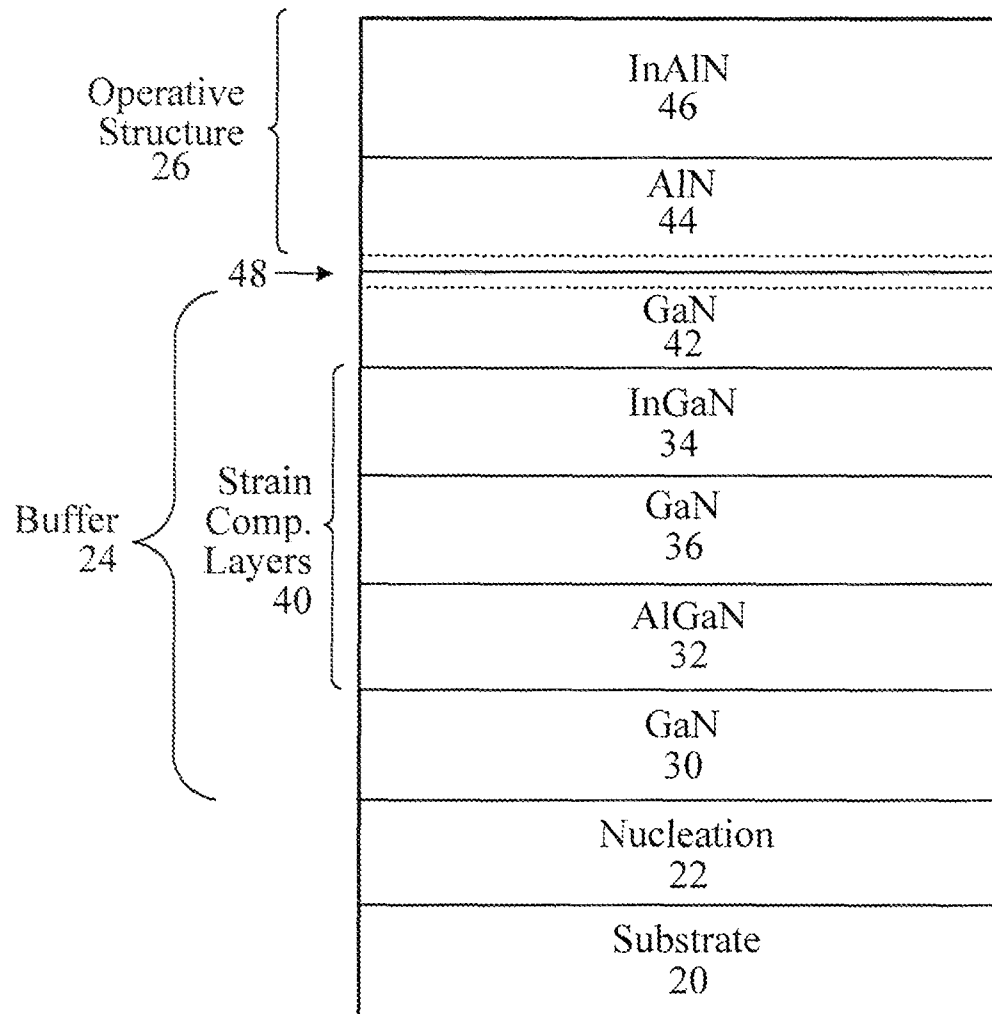 InAlN
46
Operative
Structure
26
AlN
44
48
GaN
42
InGaN
34
Strain
Comp.
Layers
40
GaN
36
Buffer
24
AlGaN
32
GaN
30
Nucleation
22
Substrate
20